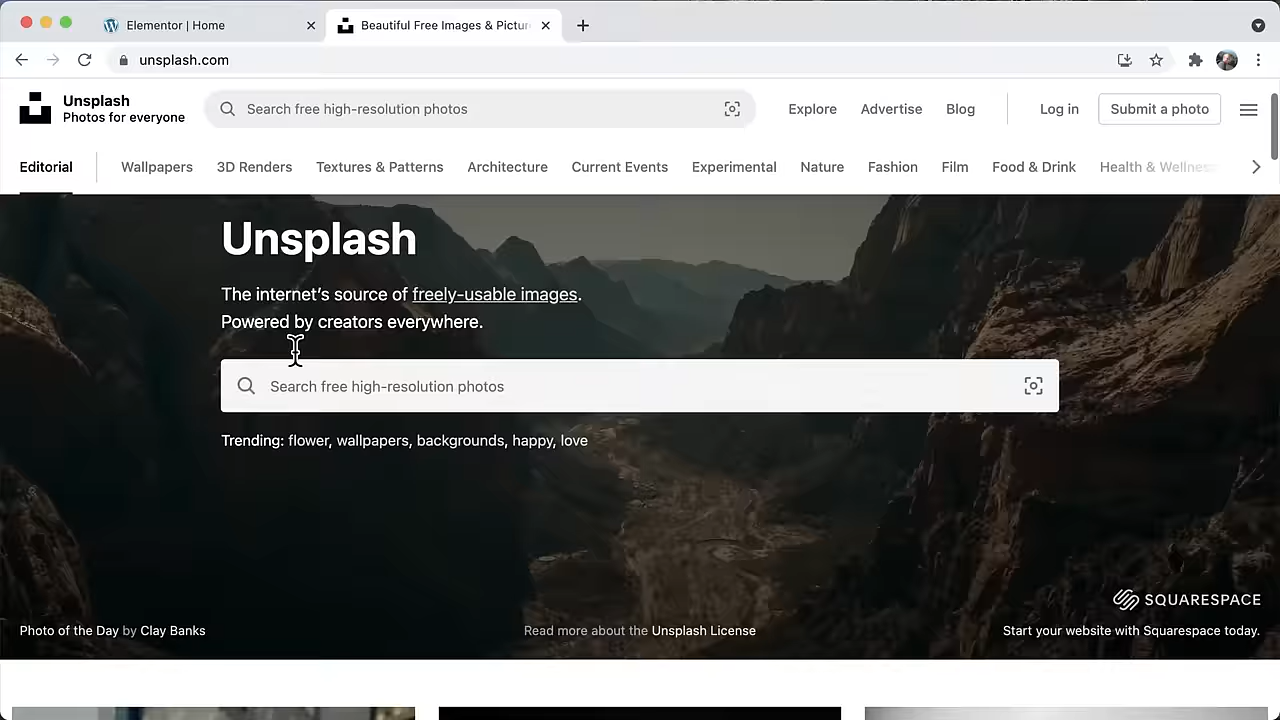 Elementor | Home
Beautiful Free Images & Pictur
unsplash.com
Unsplash
Photos for everyone
Search free high-resolution photos
Explore
Advertise
Blog
Log in
Submit a photo
Editorial
Wallpapers
3D Renders
Textures & Patterns
Architecture
Current Events
Experimental
Nature
Fashion
Film
Food & Drink
Health & Wellness
Unsplash
The internet's source of freely-usable images.
Powered by creators everywhere.
Search free high-resolution photos
Trending: flower, wallpapers, backgrounds, happy, love
SQUARESPACE
Photo of the Day by Clay Banks
Read more about the Unsplash License
Start your website with Squarespace today.